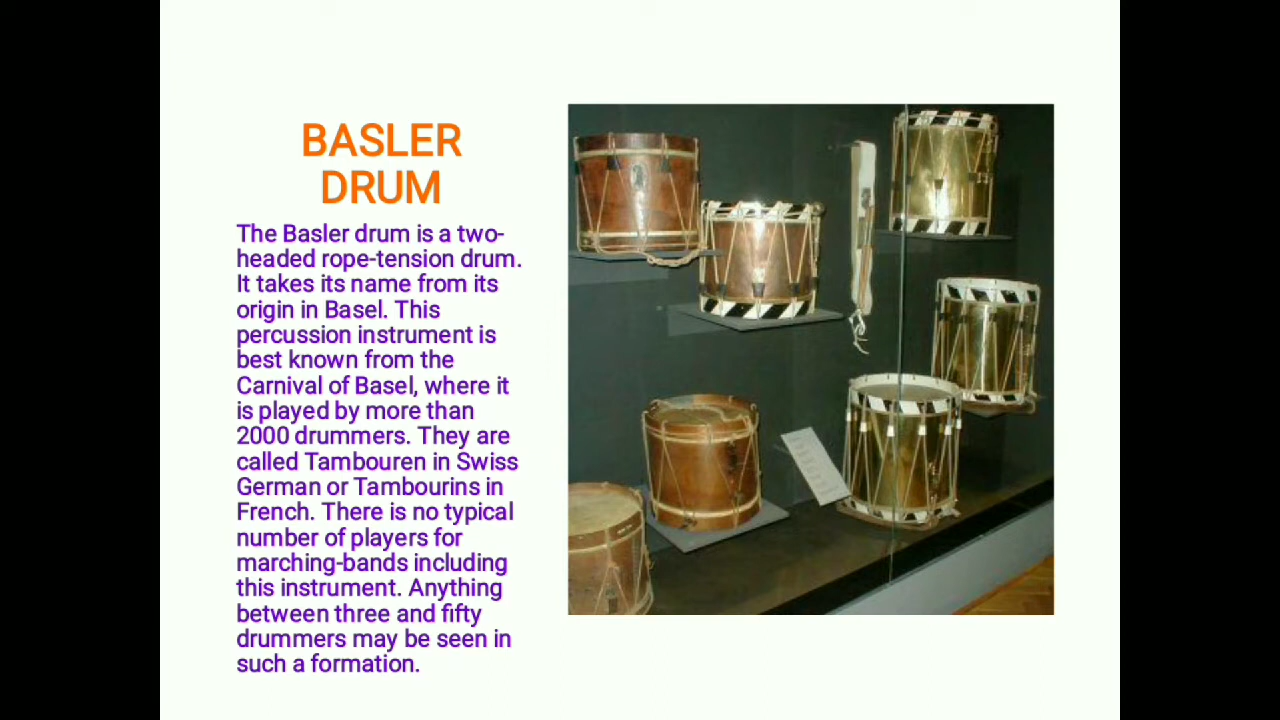 BASLER
DRUM
The Basler drum is a two-
headed rope-tension drum.
It takes its name from its
origin in Basel. This
percussion instrument is
best known from the
Carnival of Basel, where it
is played by more than
2000 drummers. They are
called Tambouren in Swiss
German or Tambourins in
French. There is no typical
number of players for
marching-bands including
this instrument. Anything
between three and fifty
drummers may be seen in
such a formation.